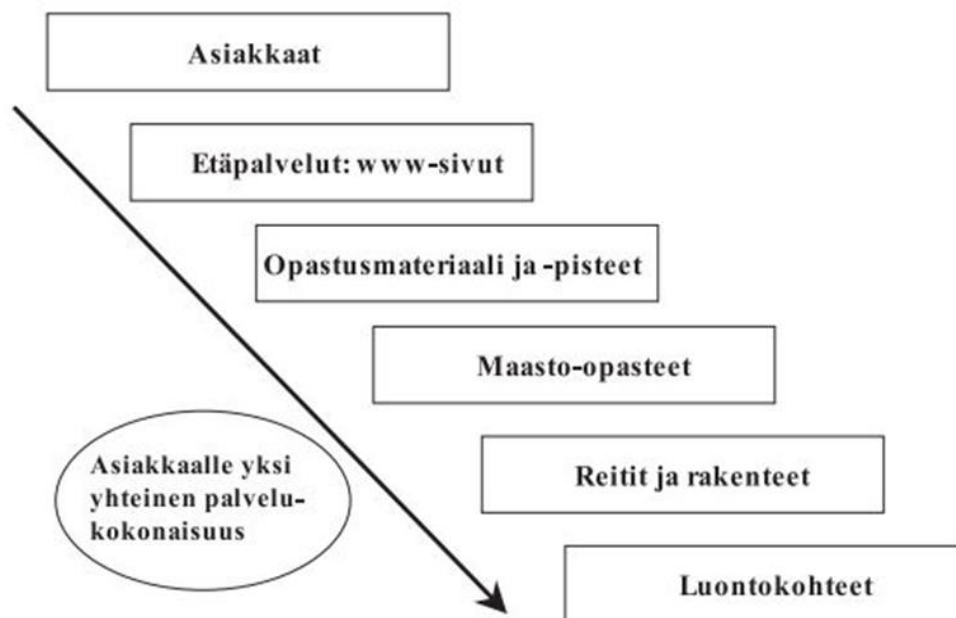 Asiakkaat
Etäpalvelut: www-sivut
Opastusmateriaali ja -pisteet
Maasto-opasteet
Asiakkaalle yksi
yhteinen palvelu-
kokonaisuus
Reitit ja rakenteet
Luontokohteet